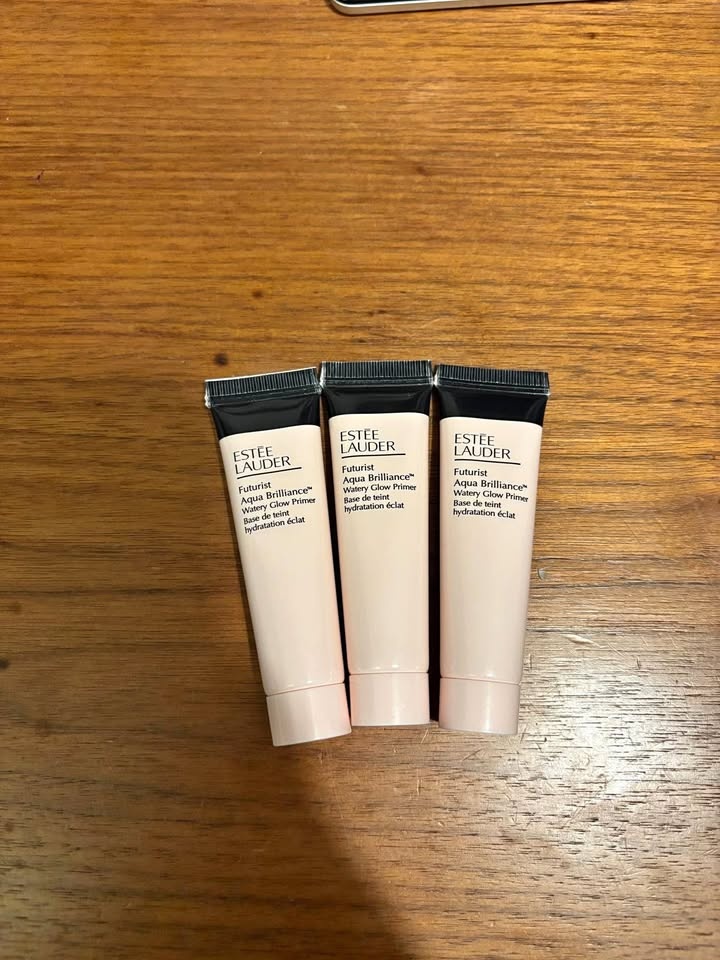 ESTĒE
LAUDER
Futurist
Aqua Brilliance™
Watery Glow Primer
Base de teint
hydratation éclat
ESTĒE
LAUDER
Futurist
Aqua Brilliance™
Watery Glow Primer
Base de teint
hydratation éclat
ESTĒE
LAUDER
Futurist
Aqua Brilliance™
Watery Glow Primer
Base de teint
hydratation éclat